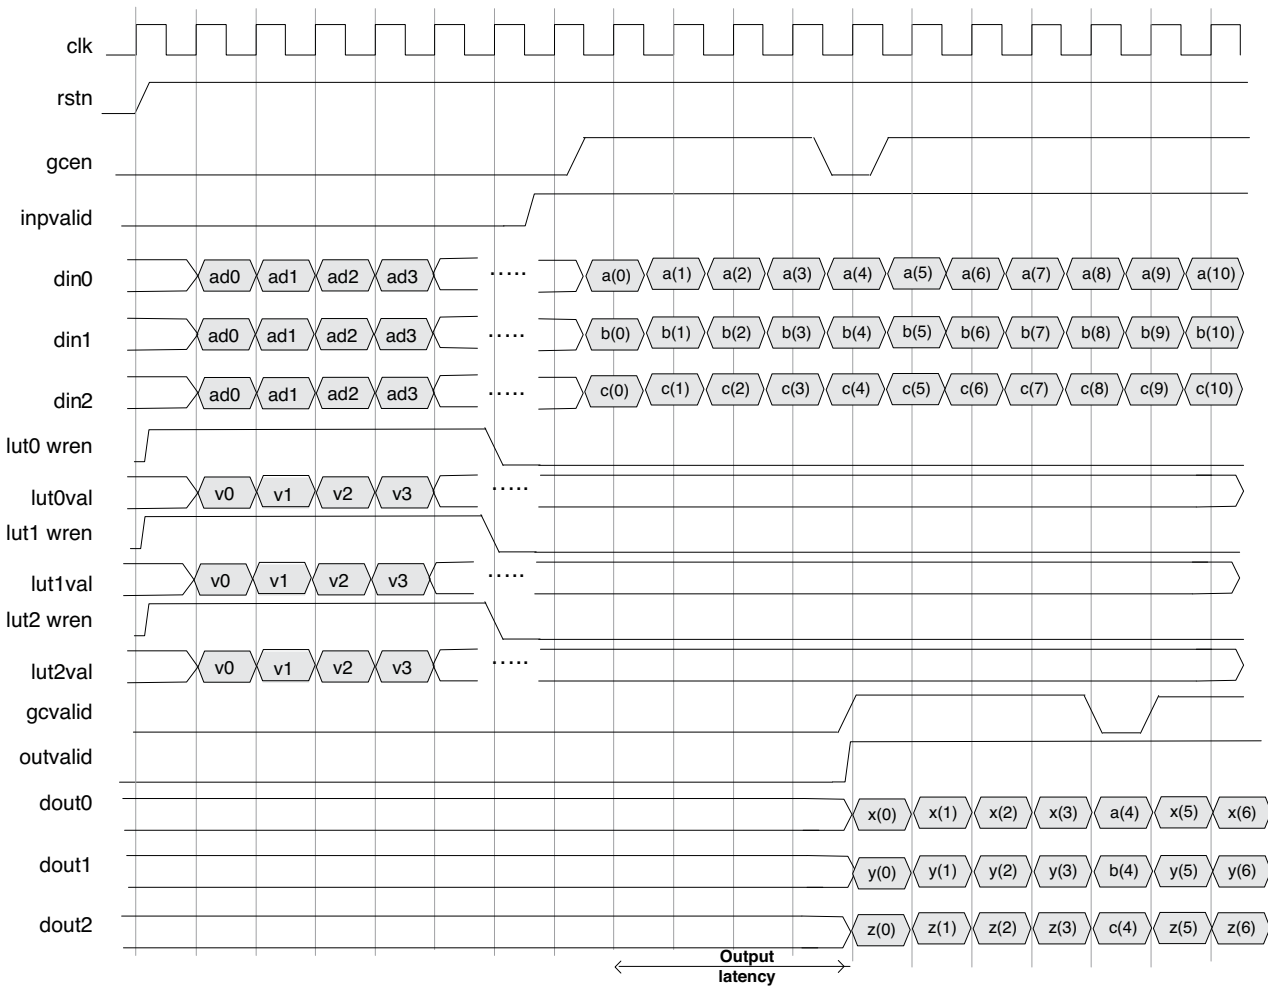 clk
rstn
gcen
inpvalid
din0 ad0 ad1 ad2 ad3 ..... a(0) a(1) a(2) a(3) a(4) a(5) a(6) a(7) a(8) a(9) a(10)
din1 ad0 ad1 ad2 ad3 ..... b(0) b(1) b(2) b(3) b(4) b(5) b(6) b(7) b(8) b(9) b(10)
din2 ad0 ad1 ad2 ad3 ..... c(0) c(1) c(2) c(3) c(4) c(5) c(6) c(7) c(8) c(9) c(10)
lut0 wren
lut0val v0 v1 v2 v3 .....
lut1 wren
lut1val v0 v1 v2 v3 .....
lut2 wren
lut2val v0 v1 v2 v3 .....
gcvalid
outvalid
dout0 x(0) x(1) x(2) x(3) a(4) x(5) x(6)
dout1 y(0) y(1) y(2) y(3) b(4) y(5) y(6)
dout2 z(0) z(1) z(2) z(3) c(4) z(5) z(6)
Output
latency